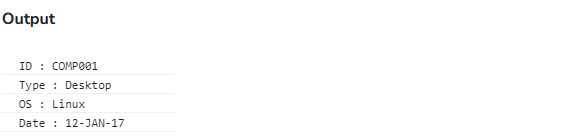 Output
ID : COMP001
Type : Desktop
OS : Linux
Date : 12-JAN-17